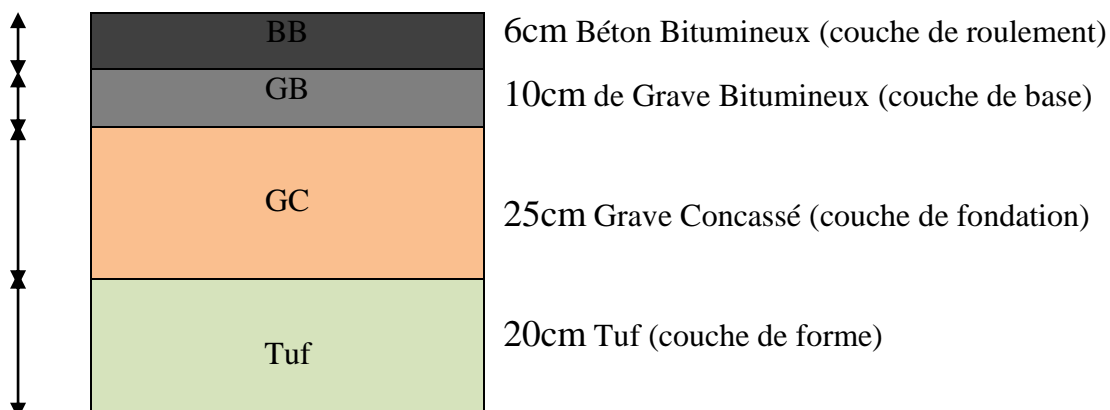 BB
6cm Béton Bitumineux (couche de roulement)
GB
10cm de Grave Bitumineux (couche de base)
GC
25cm Grave Concassé (couche de fondation)
Tuf
20cm Tuf (couche de forme)